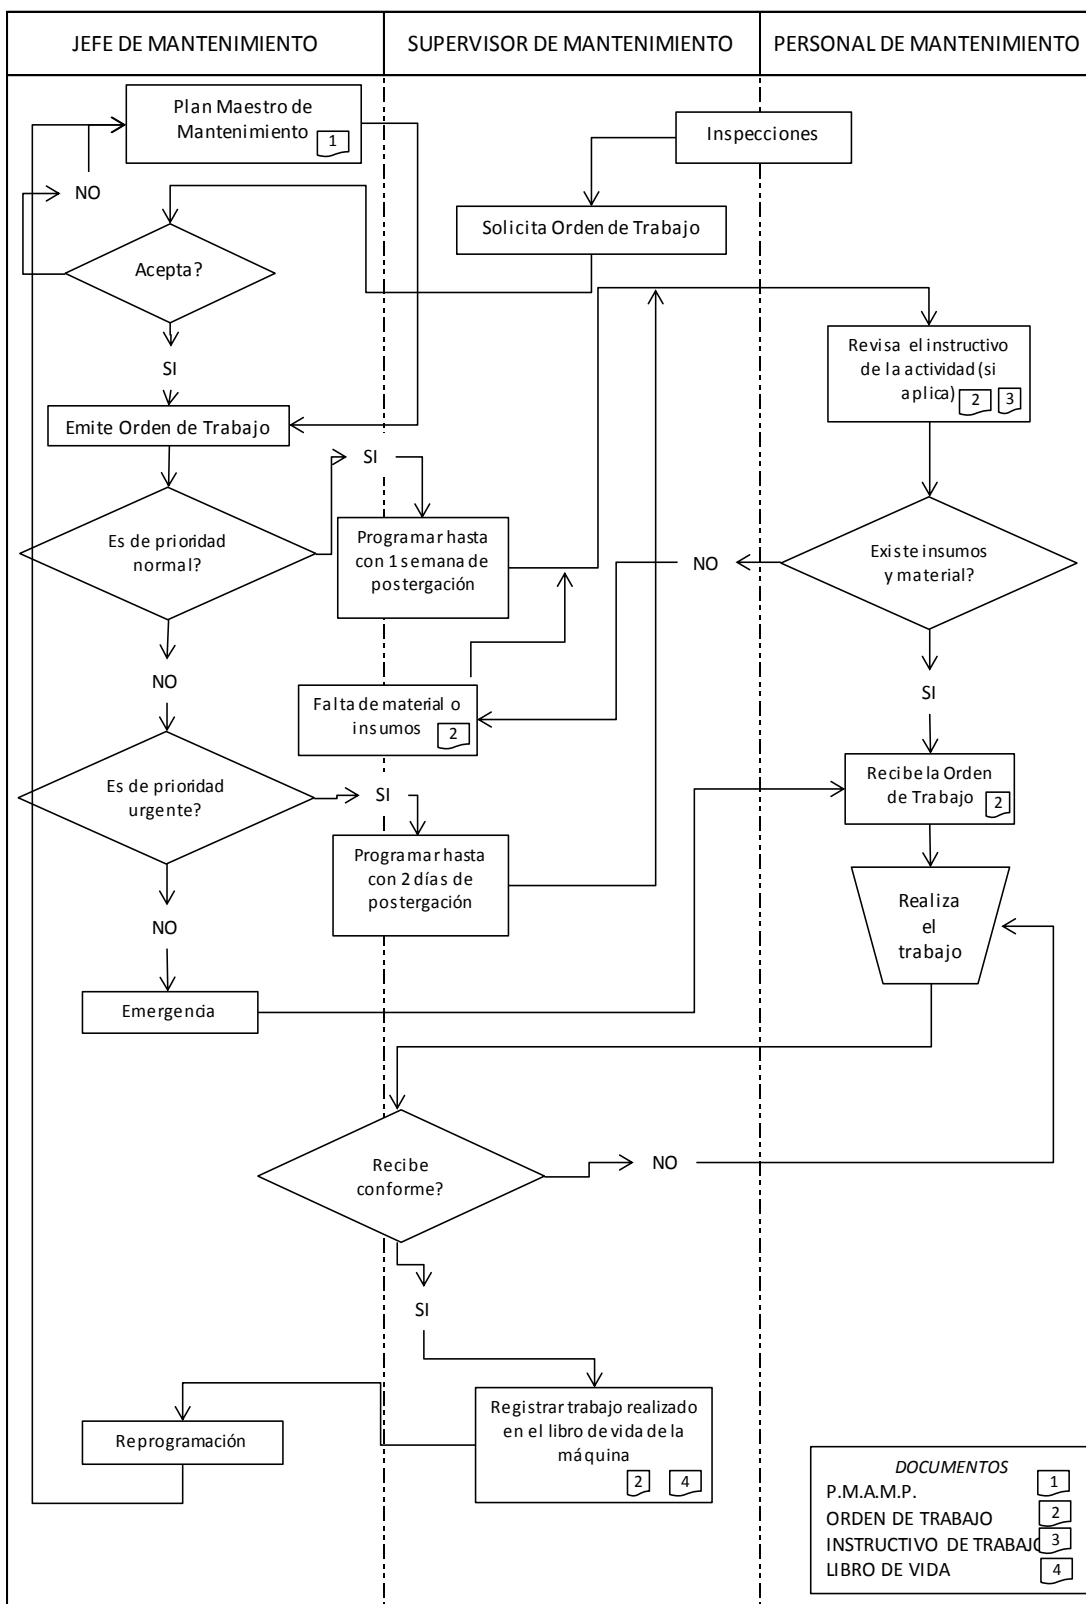 JEFE DE MANTENIMIENTO
SUPERVISOR DE MANTENIMIENTO
PERSONAL DE MANTENIMIENTO
Plan Maestro de
Mantenimiento
1
Inspecciones
NO
Solicita Orden de Trabajo
Acepta?
SI
Revisa el instructivo
de la actividad (si
aplica)
2
3
Emite Orden de Trabajo
SI
Es de prioridad
normal?
Programar hasta
con 1 semana de
postergación
NO
Existe insumos
y material?
NO
SI
Falta de material o
insumos
2
Es de prioridad
urgente?
SI
Recibe la Orden
de Trabajo
2
Programar hasta
con 2 días de
postergación
Realiza
el
trabajo
NO
Emergencia
Recibe
conforme?
NO
SI
Registrar trabajo realizado
en el libro de vida de la
máquina
2
4
Reprogramación
DOCUMENTOS
P.M.A.M.P. 1
ORDEN DE TRABAJO 2
INSTRUCTIVO DE TRABAJO 3
LIBRO DE VIDA 4